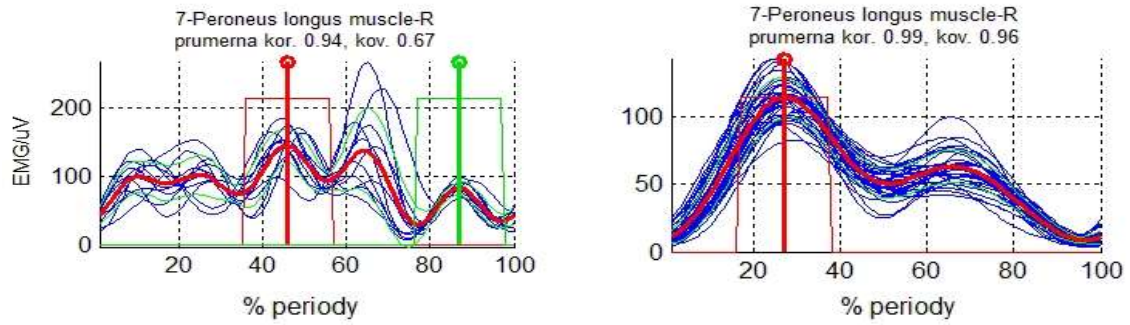 7-Peroneus longus muscle-R
prumerna kor. 0.94, kov. 0.67
EMG/uV
200
100
0
20 40 60 80 100
% periody
7-Peroneus longus muscle-R
prumerna kor. 0.99, kov. 0.96
100
50
0
20 40 60 80 100
% periody